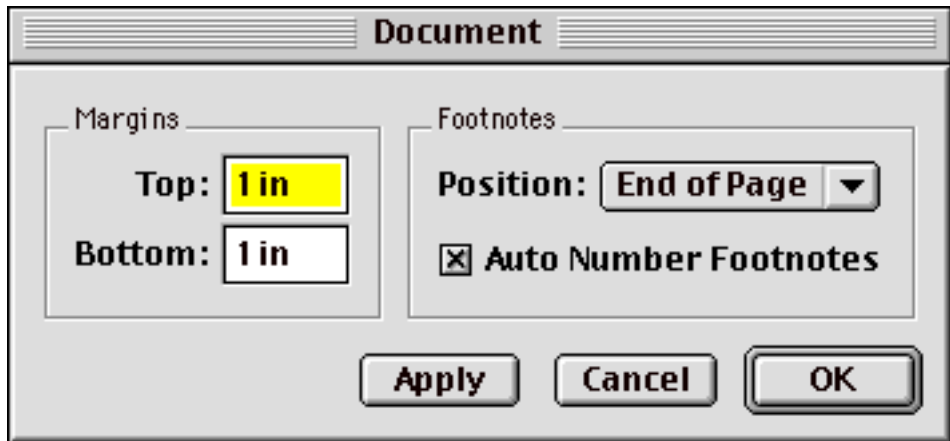 Document
Margins
Top: 1 in
Bottom: 1 in
Footnotes
Position: End of Page
Auto Number Footnotes
Apply Cancel OK